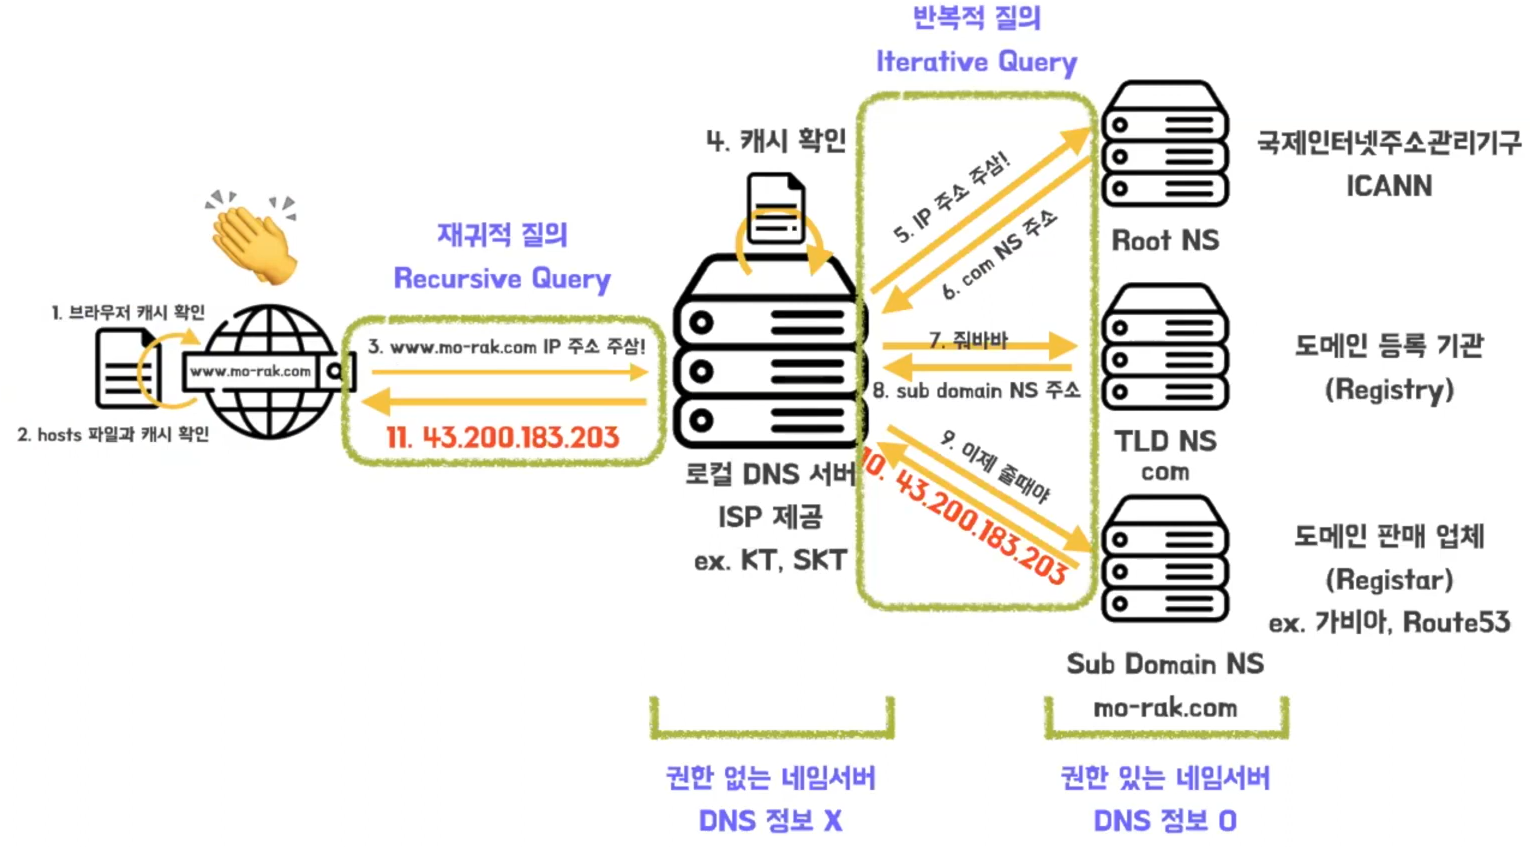 반복적 질의
Iterative Query
4. 캐시 확인
5. IP 주소 주삼!
6. com NS 주소
Root NS
국제인터넷주소관리기구
ICANN
재귀적 질의
Recursive Query
1. 브라우저 캐시 확인
www.mo-rak.com
2. hosts 파일과 캐시 확인
3. www.mo-rak.com IP 주소 주삼!
11. 43.200.183.203
7. 줘바바
8. sub domain NS 주소
TLD NS
com
도메인 등록 기관
(Registry)
로컬 DNS 서버
ISP 제공
ex. KT, SKT
9. 이제 줄때야
10. 43.200.183.203
도메인 판매 업체
(Registar)
ex. 가비아, Route53
Sub Domain NS
mo-rak.com
권한 없는 네임서버
DNS 정보 X
권한 있는 네임서버
DNS 정보 O